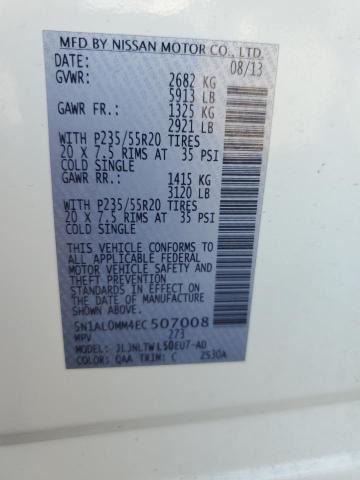 MFD BY NISSAN MOTOR CO., LTD.
DATE: 08/13
GVWR: 2682 KG
5913 LB
GAWR FR.: 1325 KG
2921 LB
WITH P235/55R20 TIRES
20 X 7.5 RIMS AT 35 PSI
COLD SINGLE
GAWR RR.: 1415 KG
3120 LB
WITH P235/55R20 TIRES
20 X 7.5 RIMS AT 35 PSI
COLD SINGLE
THIS VEHICLE CONFORMS TO
ALL APPLICABLE FEDERAL
MOTOR VEHICLE SAFETY
AND THEFT PREVENTION
STANDARDS IN EFFECT ON
THE DATE OF MANUFACTURE
SHOWN ABOVE.
5N1AL0MM4EC507008
MPV 273
MODEL: JLJNLTWL50EU7-AD
COLOR: QAA TRIM: C 2S30A